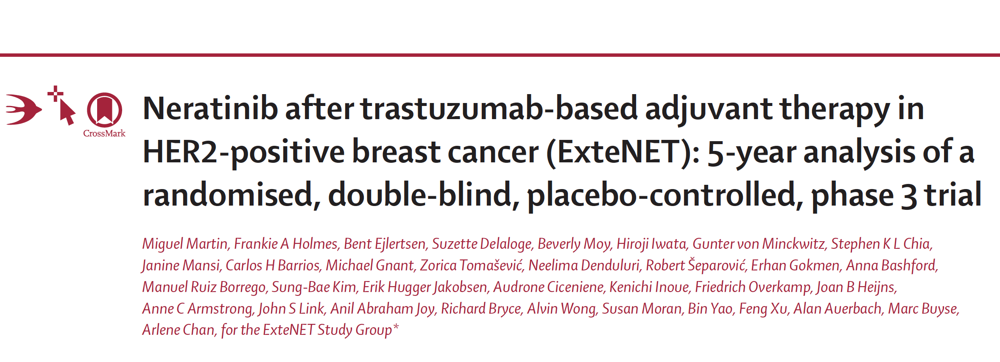 CrossMark
Neratinib after trastuzumab-based adjuvant therapy in
HER2-positive breast cancer (ExteNET): 5-year analysis of a
randomised, double-blind, placebo-controlled, phase 3 trial
Miguel Martin, Frankie A Holmes, Bent Ejlertsen, Suzette Delaloge, Beverly Moy, Hiroji Iwata, Gunter von Minckwitz, Stephen K L Chia,
Janine Mansi, Carlos H Barrios, Michael Gnant, Zorica Tomašević, Neelima Denduluri, Robert Šeparović, Erhan Gokmen, Anna Bashford,
Manuel Ruiz Borrego, Sung-Bae Kim, Erik Hugger Jakobsen, Audrone Ciceniene, Kenichi Inoue, Friedrich Overkamp, Joan B Heijns,
Anne C Armstrong, John S Link, Anil Abraham Joy, Richard Bryce, Alvin Wong, Susan Moran, Bin Yao, Feng Xu, Alan Auerbach, Marc Buyse,
Arlene Chan, for the ExteNET Study Group*